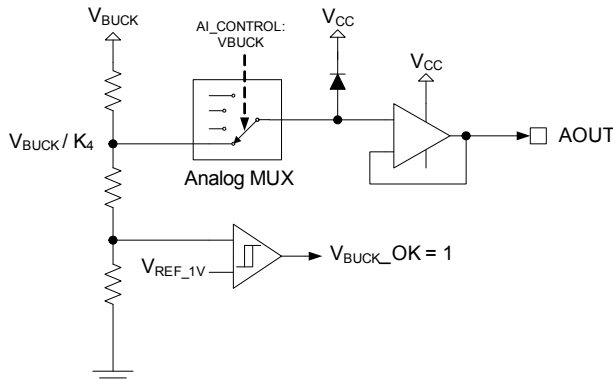 VBUCK
AI_CONTROL:
VBUCK
VCC
VCC
VBUCK / K4
AOUT
Analog MUX
VREF_1V
VBUCK_OK = 1